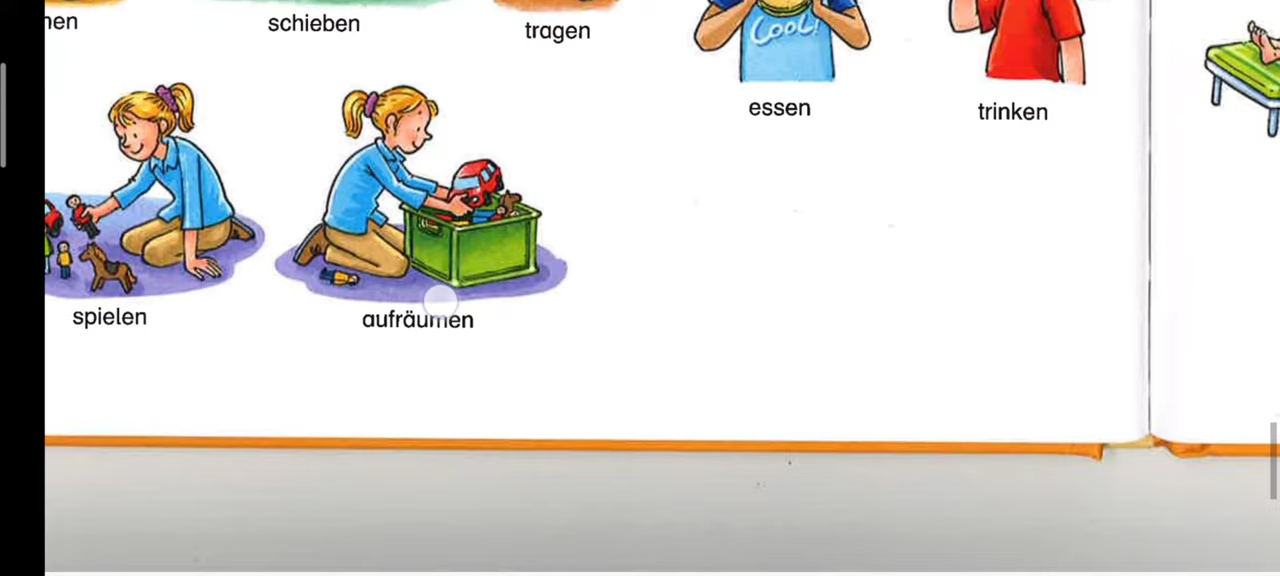 schieben
tragen
COOL!
essen
trinken
spielen
aufräumen